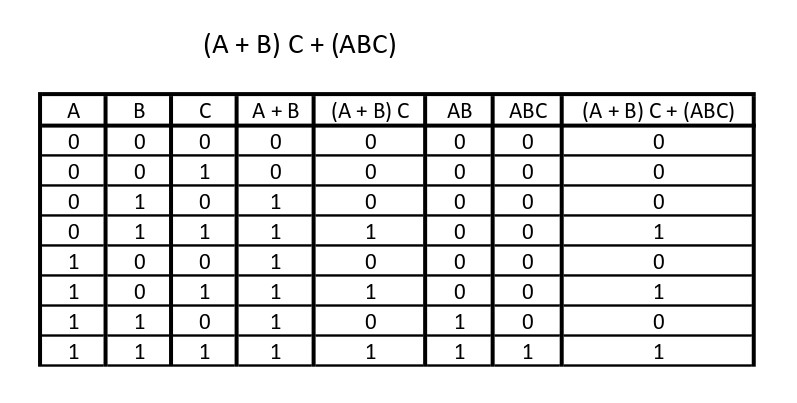 (A + B) C + (ABC)
A B C A + B (A + B) C AB ABC (A + B) C + (ABC)
0 0 0 0 0 0 0 0
0 0 1 0 0 0 0 0
0 1 0 1 0 0 0 0
0 1 1 1 1 0 0 1
1 0 0 1 0 0 0 0
1 0 1 1 1 0 0 1
1 1 0 1 0 1 0 0
1 1 1 1 1 1 1 1